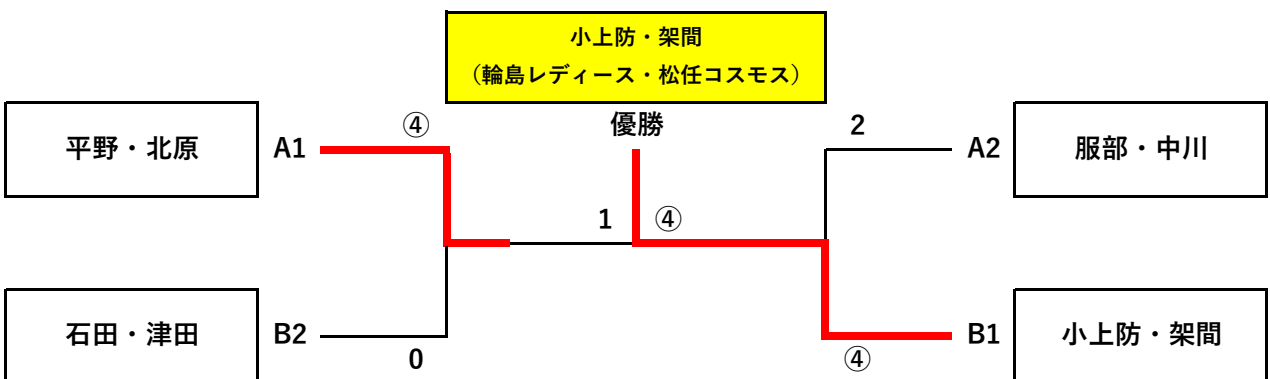 小上防・架間
（輪島レディース・松任コスモス）
④
優勝
2
平野・北原
A1
A2
服部・中川
1
④
石田・津田
B2
B1
小上防・架間
0
④